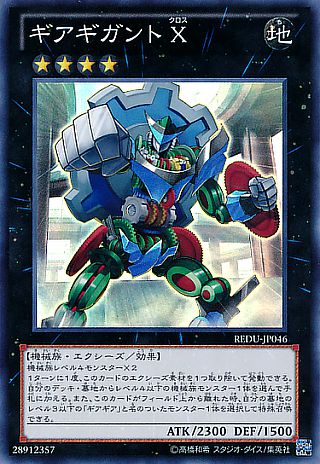 クロス
ギアギガント X
地
REDU-JP046
【機械族・エクシーズ/効果】
機械族レベル4モンスター×2
1ターンに1度、このカードのエクシーズ素材を1つ取り除いて発動できる。
自分のデッキ・墓地からレベル4以下の機械族モンスター1体を選んで手
札に加える。また、このカードがフィールド上から離れた時、自分の墓地の
レベル3以下の「ギアギア」と名のついたモンスター1体を選択して特殊召
喚できる。
ATK/2300 DEF/1500
28912357
©高橋和希 スタジオ・ダイス/集英社